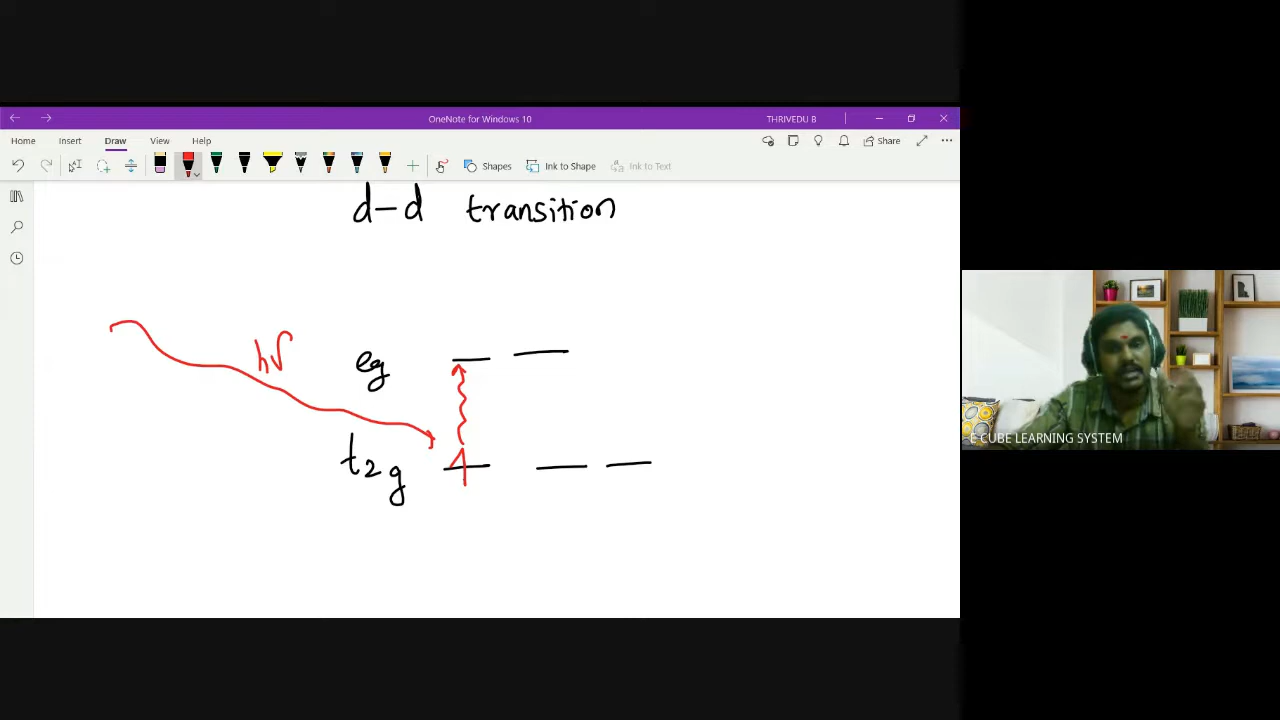 OneNote for Windows 10
THRIVEDU B
Home Insert Draw View Help
Share
Shapes Ink to Shape Ink to Text
d-d transition
hν
eg
t2g
E CUBE LEARNING SYSTEM